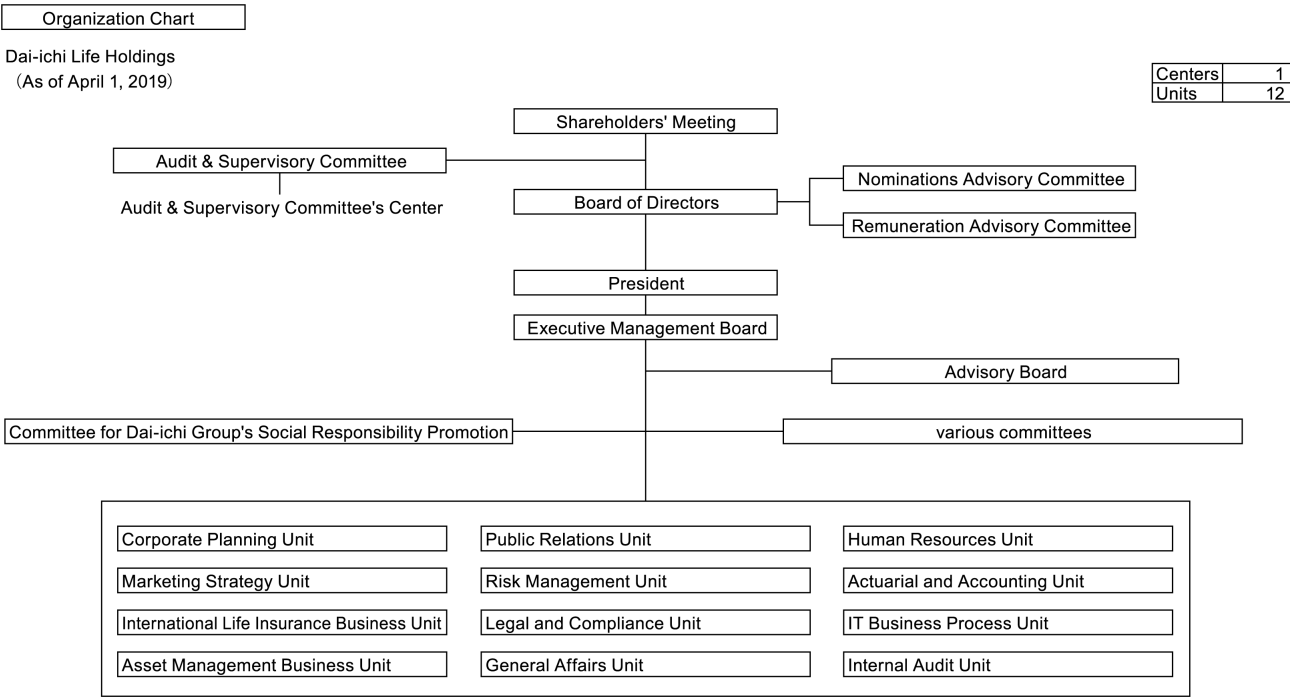 Organization Chart
Dai-ichi Life Holdings
（As of April 1, 2019）
Centers 1
Units 12
Shareholders' Meeting
Audit & Supervisory Committee
Audit & Supervisory Committee's Center
Nominations Advisory Committee
Board of Directors
Remuneration Advisory Committee
President
Executive Management Board
Advisory Board
Committee for Dai-ichi Group's Social Responsibility Promotion
various committees
Corporate Planning Unit
Public Relations Unit
Human Resources Unit
Marketing Strategy Unit
Risk Management Unit
Actuarial and Accounting Unit
International Life Insurance Business Unit
Legal and Compliance Unit
IT Business Process Unit
Asset Management Business Unit
General Affairs Unit
Internal Audit Unit